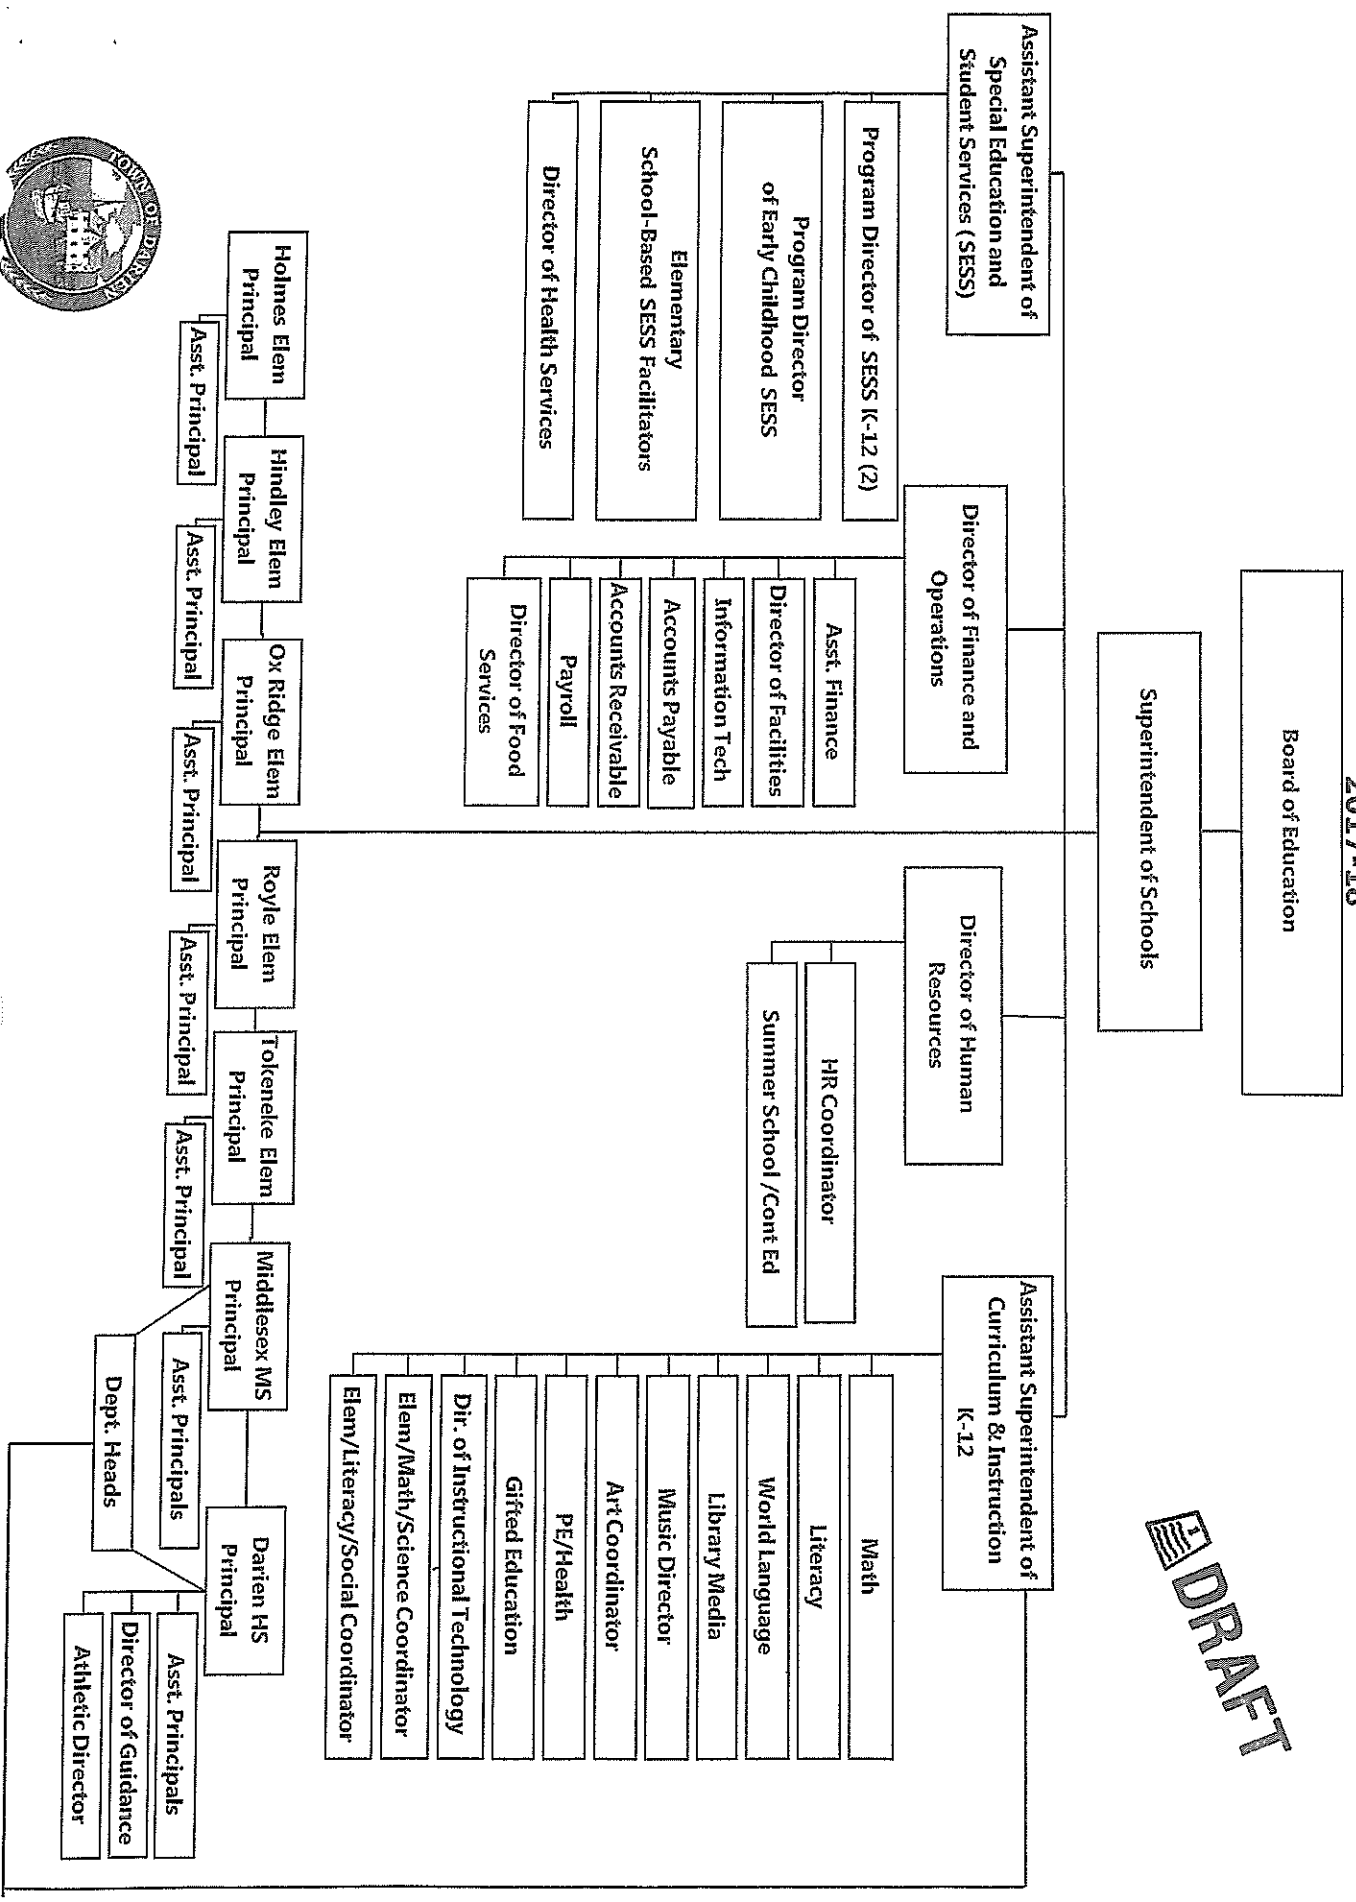 2017-18
DRAFT
Board of Education
Superintendent of Schools
Assistant Superintendent of
Special Education and
Student Services ( SESS)
Program Director of SESS K-12 (2)
Program Director
of Early Childhood SESS
Elementary
School-Based SESS Facilitators
Director of Health Services
Director of Finance and
Operations
Asst. Finance
Director of Facilities
Information Tech
Accounts Payable
Accounts Receivable
Payroll
Director of Food
Services
Director of Human
Resources
HR Coordinator
Summer School /Cont Ed
Assistant Superintendent of
Curriculum & Instruction
K-12
Math
Literacy
World Language
Library Media
Music Director
Art Coordinator
PE/Health
Gifted Education
Dir. of Instructional Technology
Elem/Math/Science Coordinator
Elem/Literacy/Social Coordinator
Holmes Elem
Principal
Asst. Principal
Hindley Elem
Principal
Asst. Principal
Ox Ridge Elem
Principal
Asst. Principal
Royle Elem
Principal
Asst. Principal
Tokeneke Elem
Principal
Asst. Principal
Middlesex MS
Principal
Asst. Principals
Dept. Heads
Darien HS
Principal
Asst. Principals
Director of Guidance
Athletic Director
TOWN OF DARIEN